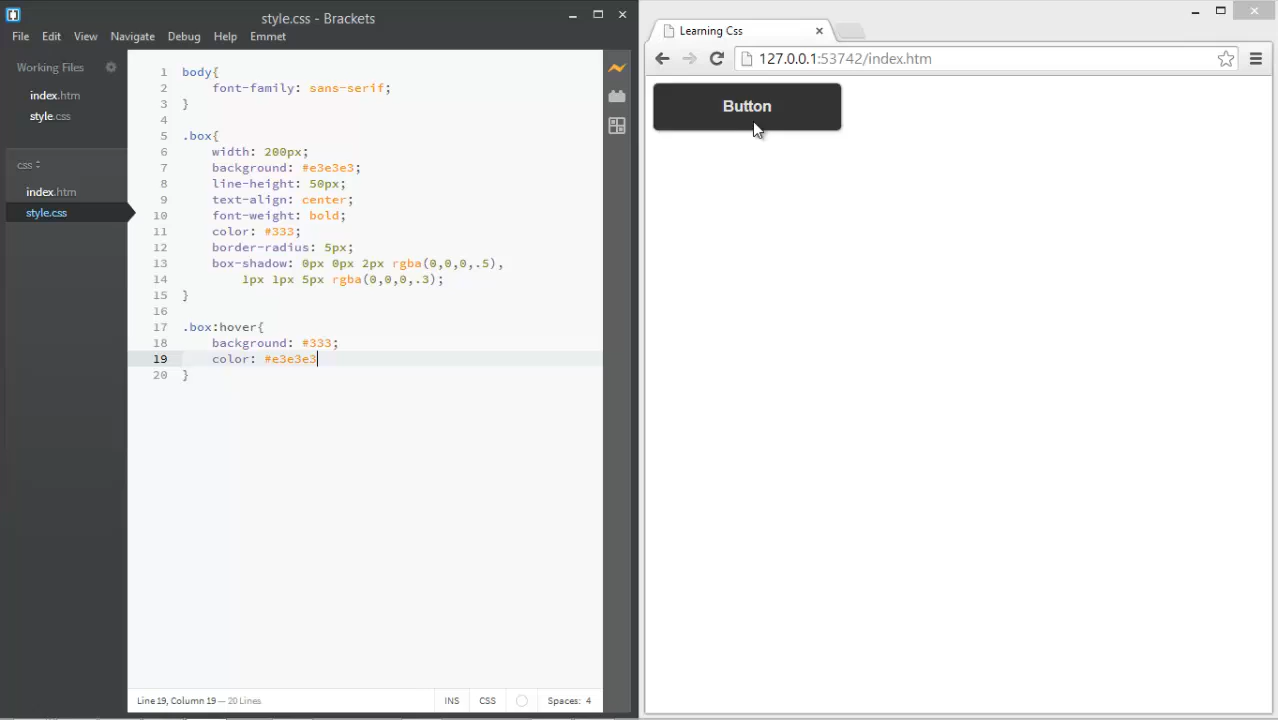 style.css - Brackets
File Edit View Navigate Debug Help Emmet
Working Files
index.htm
style.css
css
index.htm
style.css
1 body{
2 font-family: sans-serif;
3 }
4
5 .box{
6 width: 200px;
7 background: #e3e3e3;
8 line-height: 50px;
9 text-align: center;
10 font-weight: bold;
11 color: #333;
12 border-radius: 5px;
13 box-shadow: 0px 0px 2px rgba(0,0,0,.5),
14 1px 1px 5px rgba(0,0,0,.3);
15 }
16
17 .box:hover{
18 background: #333;
19 color: #e3e3e3
20 }
Line 19, Column 19 — 20 Lines
INS CSS Spaces: 4
Learning Css
127.0.0.1:53742/index.htm
Button